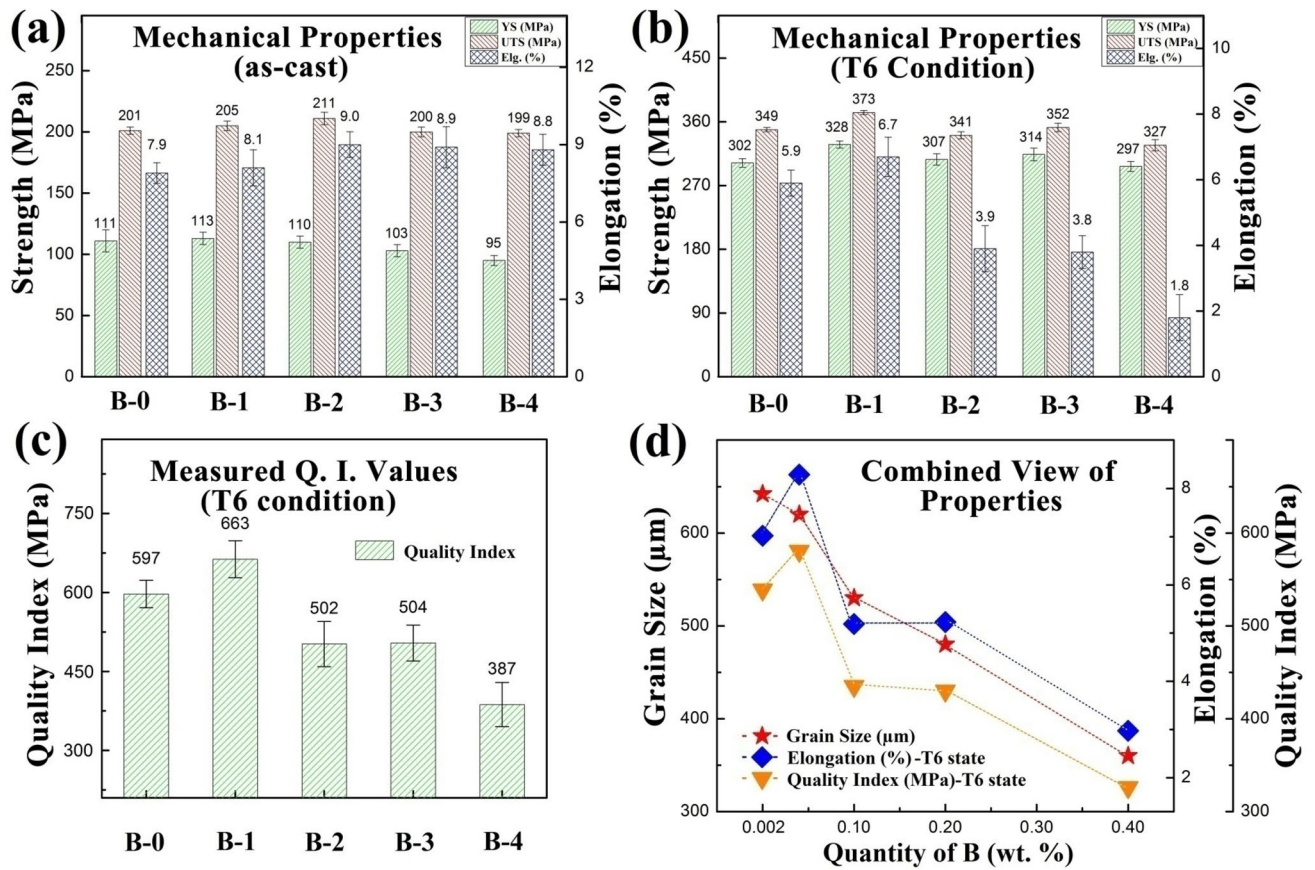 (a)
Mechanical Properties
(as-cast)
YS (MPa)
UTS (MPa)
Elg. (%)
Strength (MPa)
Elongation (%)
250
200
150
100
50
0
12
9
6
3
0
111
201
7.9
113
205
8.1
110
211
9.0
103
200
8.9
95
199
8.8
B-0
B-1
B-2
B-3
B-4
(b)
Mechanical Properties
(T6 Condition)
YS (MPa)
UTS (MPa)
Elg. (%)
Strength (MPa)
Elongation (%)
450
360
270
180
90
0
10
8
6
4
2
0
302
349
5.9
328
373
6.7
307
341
3.9
314
352
3.8
297
327
1.8
B-0
B-1
B-2
B-3
B-4
(c)
Measured Q. I. Values
(T6 condition)
Quality Index
Quality Index (MPa)
750
600
450
300
597
663
502
504
387
B-0
B-1
B-2
B-3
B-4
(d)
Combined View of
Properties
Grain Size (µm)
Elongation (%)
Quality Index (MPa)
600
500
400
300
8
6
4
2
600
500
400
300
Grain Size (µm)
Elongation (%)-T6 state
Quality Index (MPa)-T6 state
0.002
0.10
0.20
0.30
0.40
Quantity of B (wt. %)